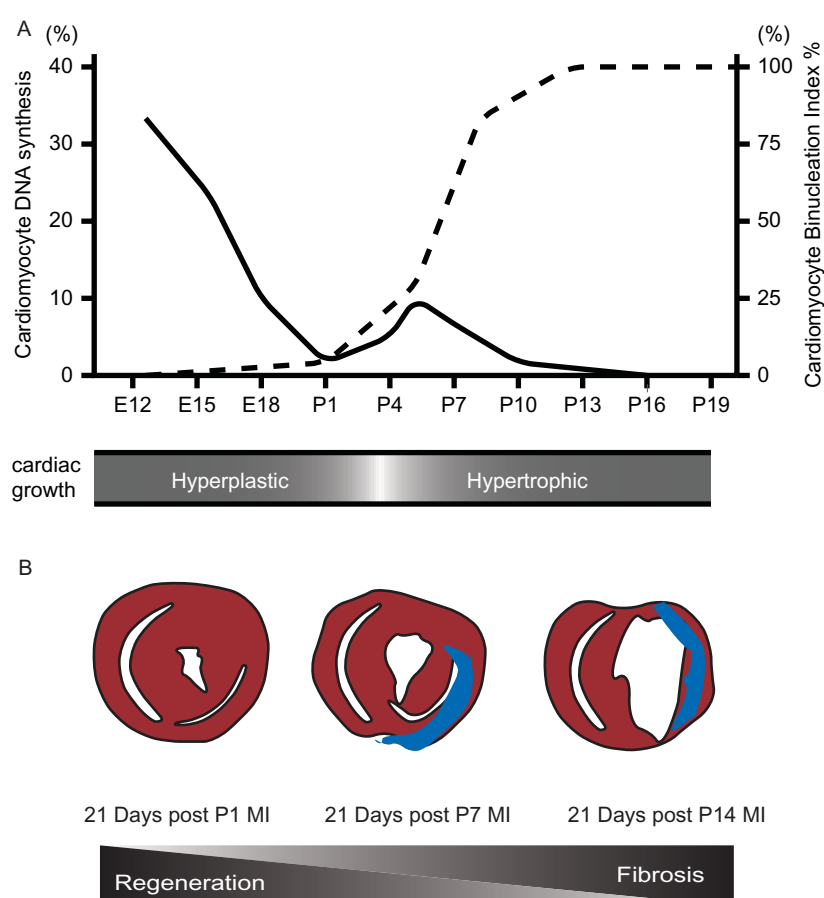 A (%) (%)
Cardiomyocyte DNA synthesis
40
30
20
10
0
100
75
50
25
0
Cardiomyocyte Binucleation Index %
E12 E15 E18 P1 P4 P7 P10 P13 P16 P19
cardiac
growth
Hyperplastic Hypertrophic
B
21 Days post P1 MI 21 Days post P7 MI 21 Days post P14 MI
Regeneration Fibrosis